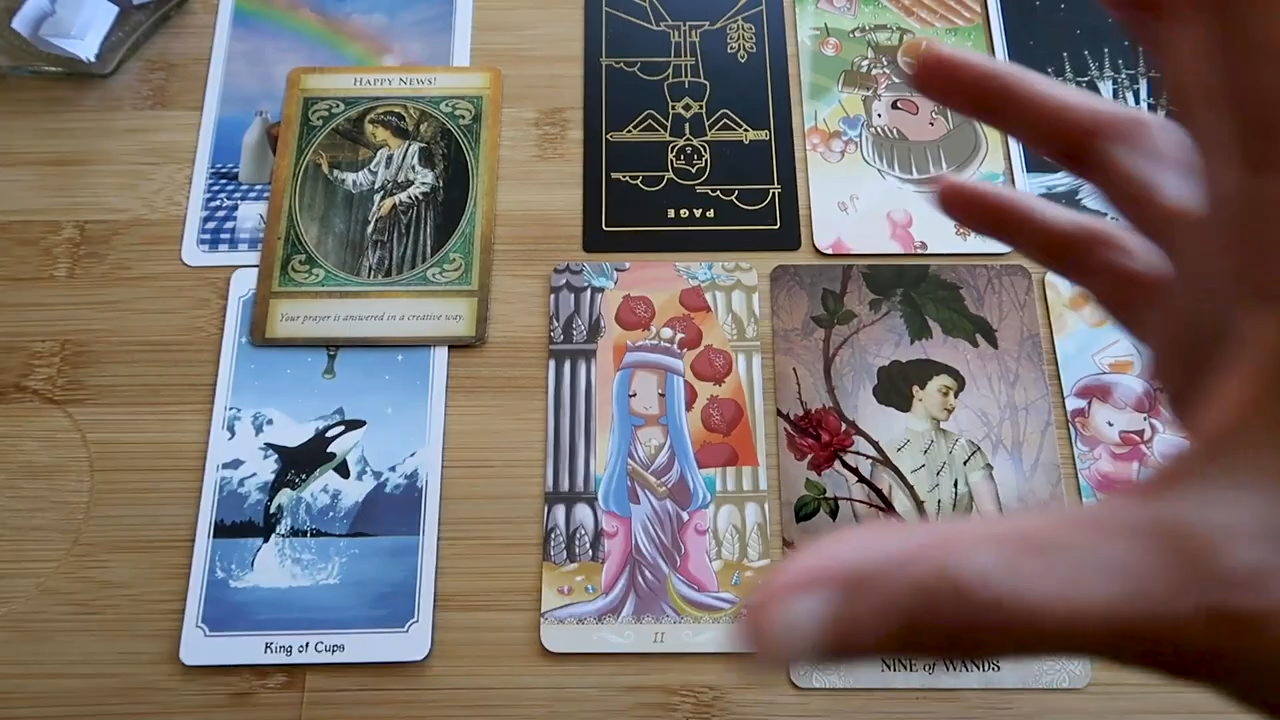 HAPPY NEWS!
Your prayer is answered in a creative way.
PAGE
King of Cups
II
NINE of WANDS